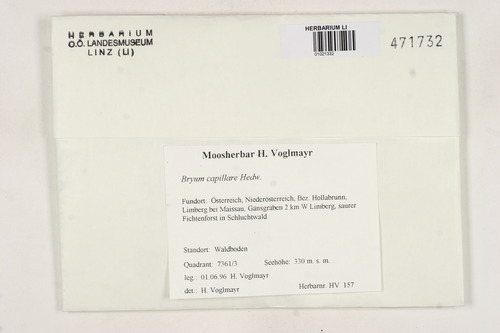 HERBARIUM
O.Ö. LANDESMUSEUM
LINZ (LI)
HERBARIUM LI
01021332
471732
Moosherbar H. Voglmayr
Bryum capillare Hedw.
Fundort: Österreich, Niederösterreich, Bez. Hollabrunn,
Limberg bei Maissau, Gänsgraben 2 km W Limberg, saurer
Fichtenforst in Schluchtwald
Standort: Waldboden
Quadrant: 7361/3 Seehöhe: 330 m. s. m.
leg.: 01.06.96 H. Voglmayr
det.: H. Voglmayr Herbarnr. HV 157